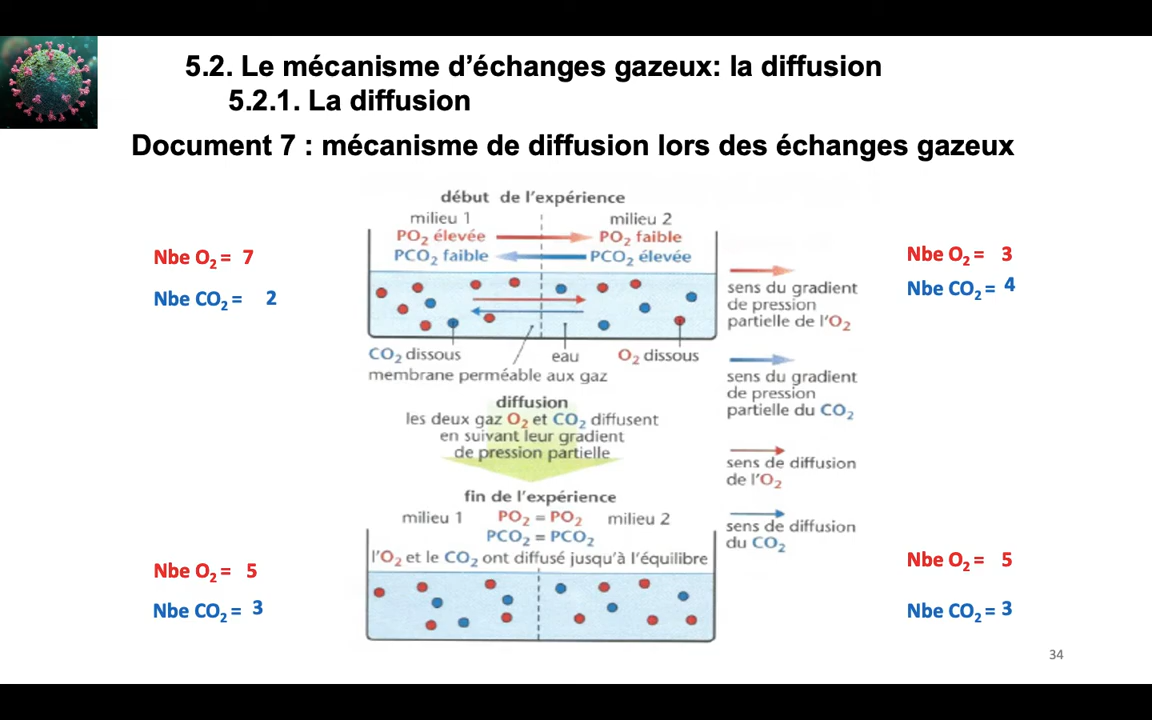 5.2. Le mécanisme d’échanges gazeux: la diffusion
5.2.1. La diffusion
Document 7 : mécanisme de diffusion lors des échanges gazeux
début de l’expérience
milieu 1
milieu 2
PO₂ élevée
PO₂ faible
PCO₂ faible
PCO₂ élevée
Nbe O₂ = 7
Nbe CO₂ = 2
Nbe O₂ = 3
Nbe CO₂ = 4
CO₂ dissous
eau
O₂ dissous
membrane perméable aux gaz
sens du gradient
de pression
partielle de l’O₂
sens du gradient
de pression
partielle du CO₂
sens de diffusion
de l’O₂
sens de diffusion
du CO₂
diffusion
les deux gaz O₂ et CO₂ diffusent
en suivant leur gradient
de pression partielle
fin de l’expérience
milieu 1
PO₂ = PO₂
milieu 2
PCO₂ = PCO₂
l’O₂ et le CO₂ ont diffusé jusqu’à l’équilibre
Nbe O₂ = 5
Nbe CO₂ = 3
Nbe O₂ = 5
Nbe CO₂ = 3
34